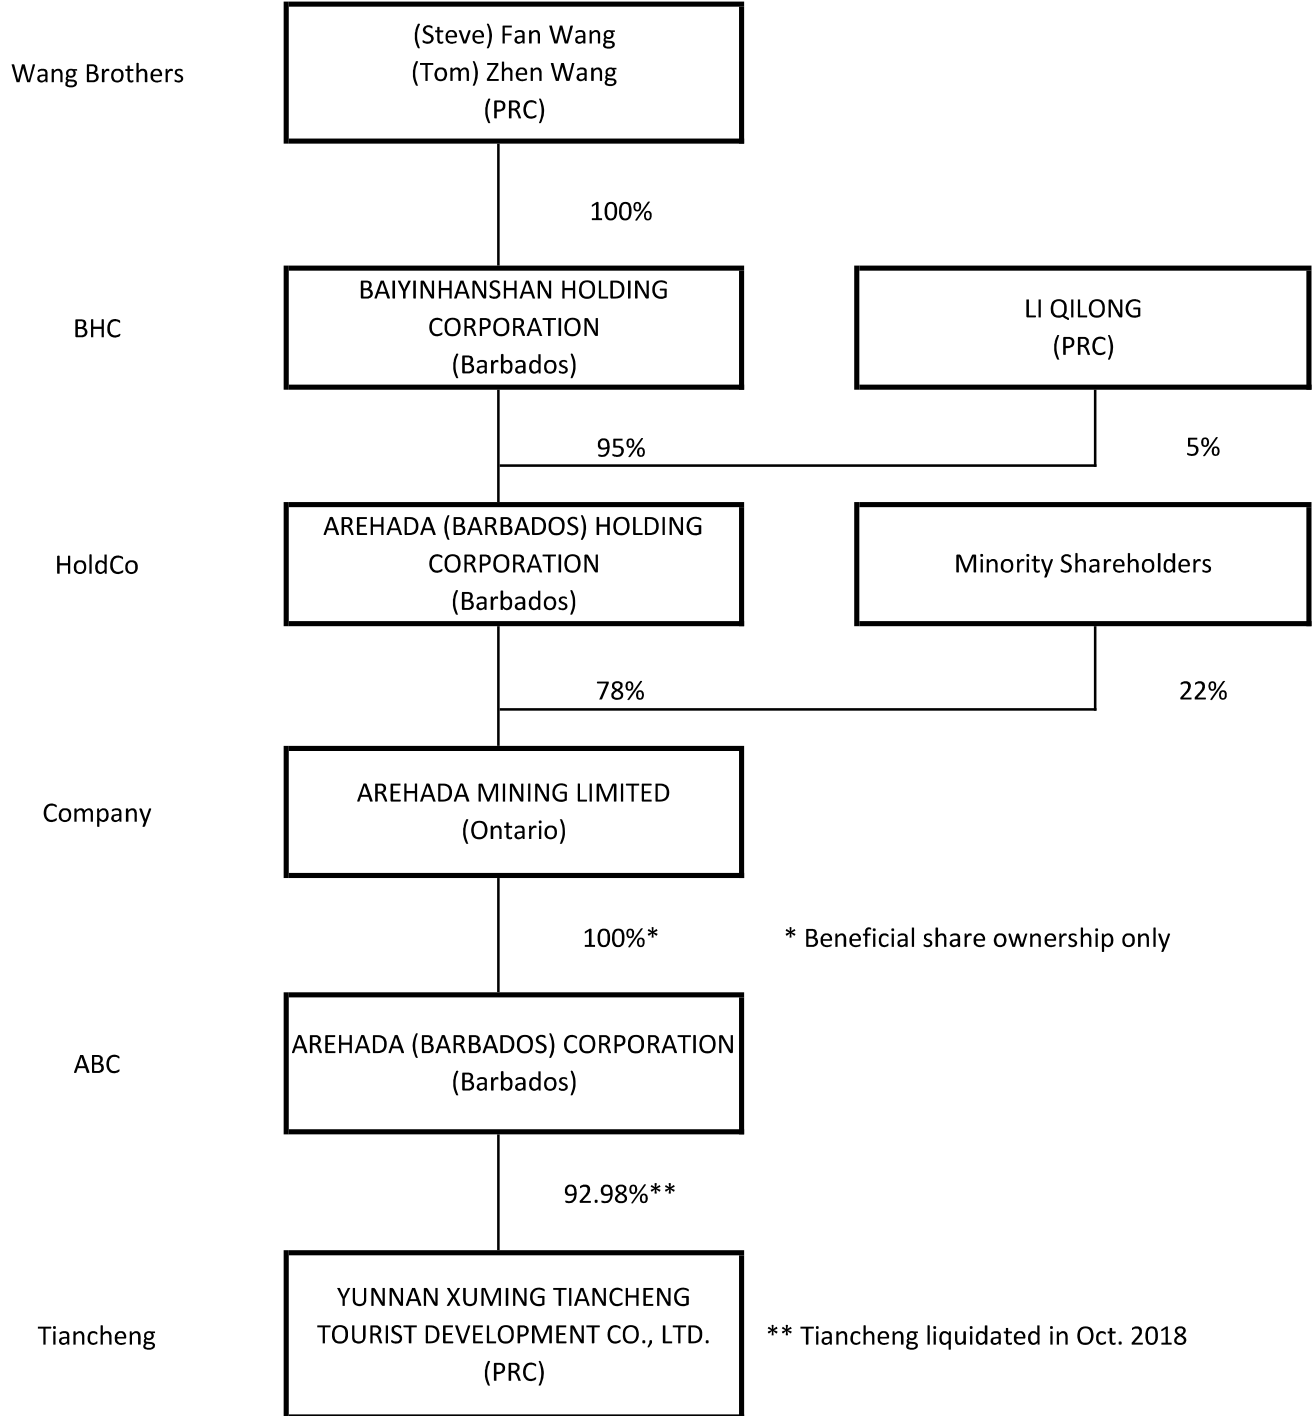 (Steve) Fan Wang
Wang Brothers
(Tom) Zhen Wang
(PRC)
100%
BAIYINHANSHAN HOLDING
CORPORATION
(Barbados)
BHC
LI QILONG
(PRC)
95%
5%
AREHADA (BARBADOS) HOLDING
CORPORATION
(Barbados)
HoldCo
Minority Shareholders
78%
22%
Company
AREHADA MINING LIMITED
(Ontario)
100%*
* Beneficial share ownership only
ABC
AREHADA (BARBADOS) CORPORATION
(Barbados)
92.98%**
Tiancheng
YUNNAN XUMING TIANCHENG
TOURIST DEVELOPMENT CO., LTD.
(PRC)
** Tiancheng liquidated in Oct. 2018